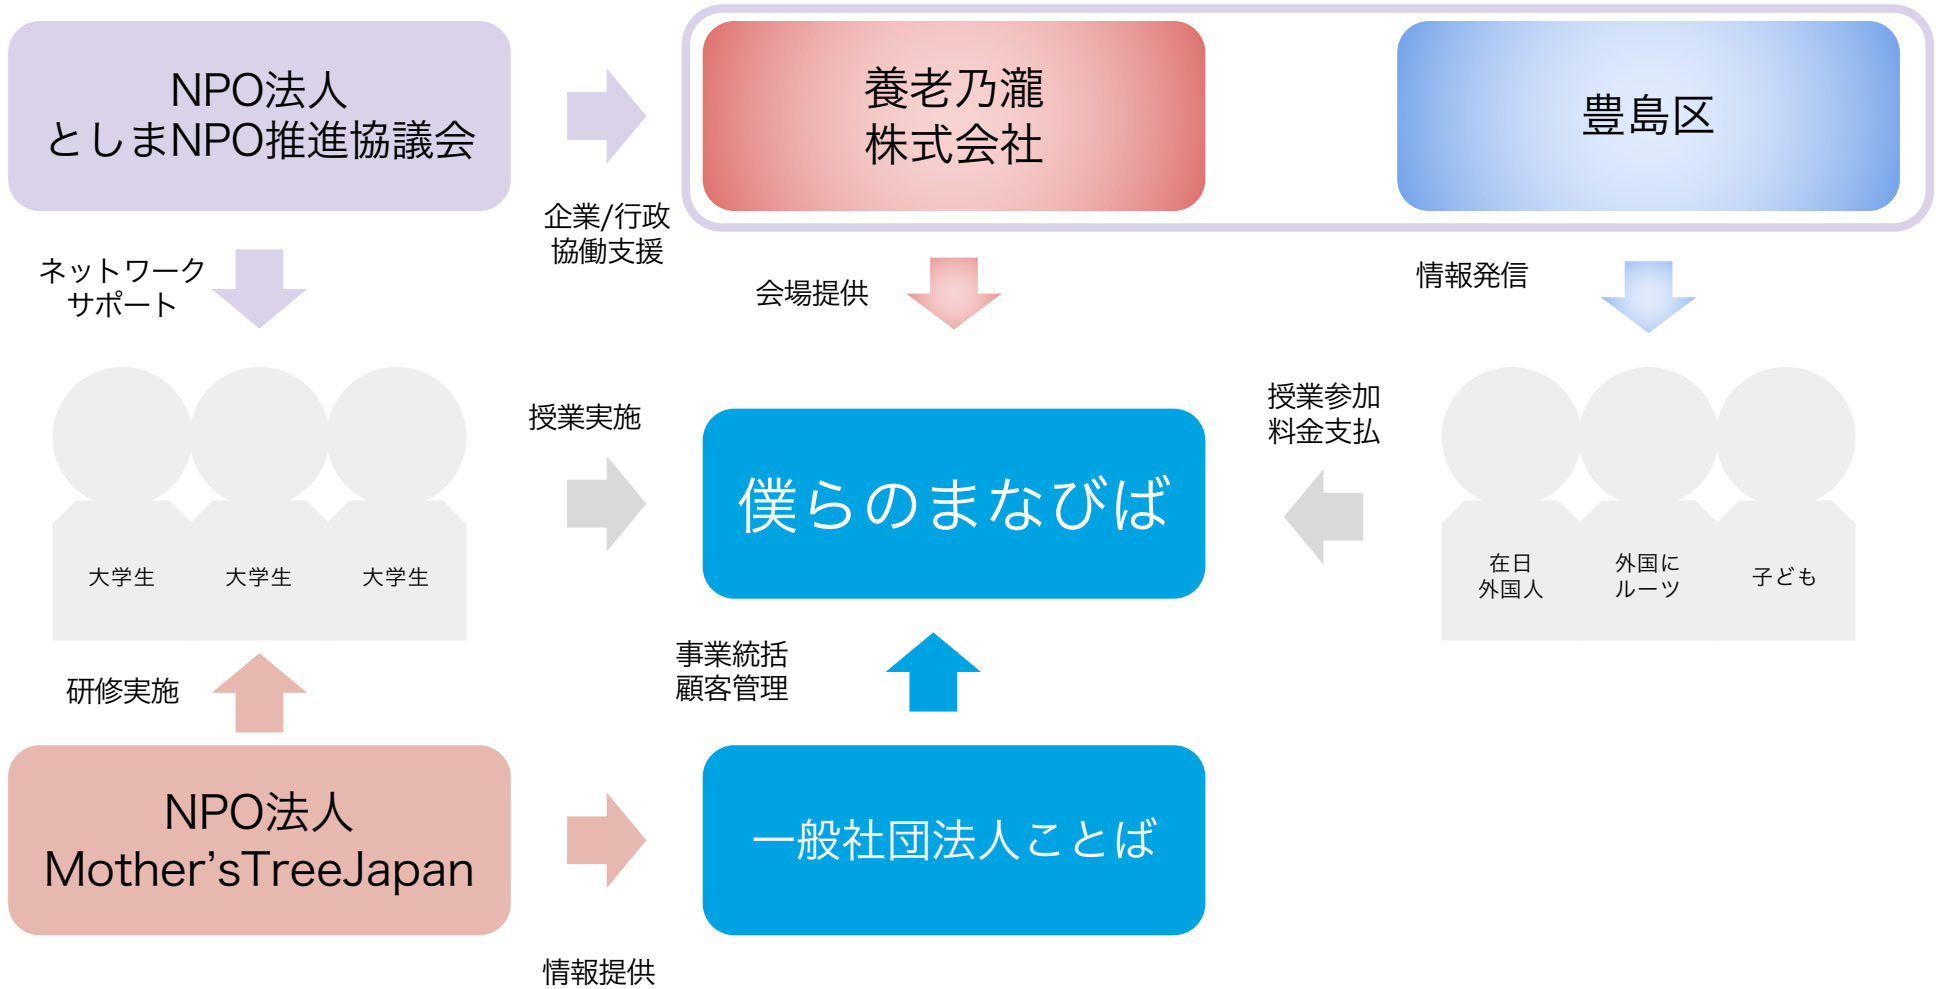 NPO法人
としまNPO推進協議会
養老乃瀧
株式会社
豊島区
企業/行政
協働支援
ネットワーク
サポート
会場提供
情報発信
授業実施
僕らのまなびば
授業参加
料金支払
大学生
大学生
大学生
在日
外国人
外国に
ルーツ
子ども
研修実施
事業統括
顧客管理
NPO法人
Mother’sTreeJapan
一般社団法人ことば
情報提供